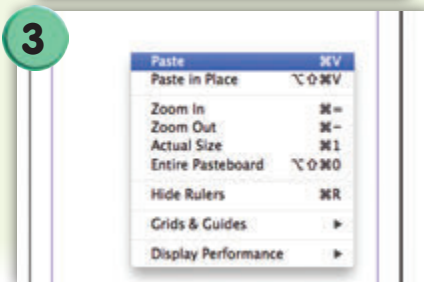 3
Paste ⌘V
Paste in Place ⌥⇧⌘V
Zoom In ⌘=
Zoom Out ⌘−
Actual Size ⌘1
Entire Pasteboard ⌥⇧⌘0
Hide Rulers ⌘R
Grids & Guides ▶
Display Performance ▶